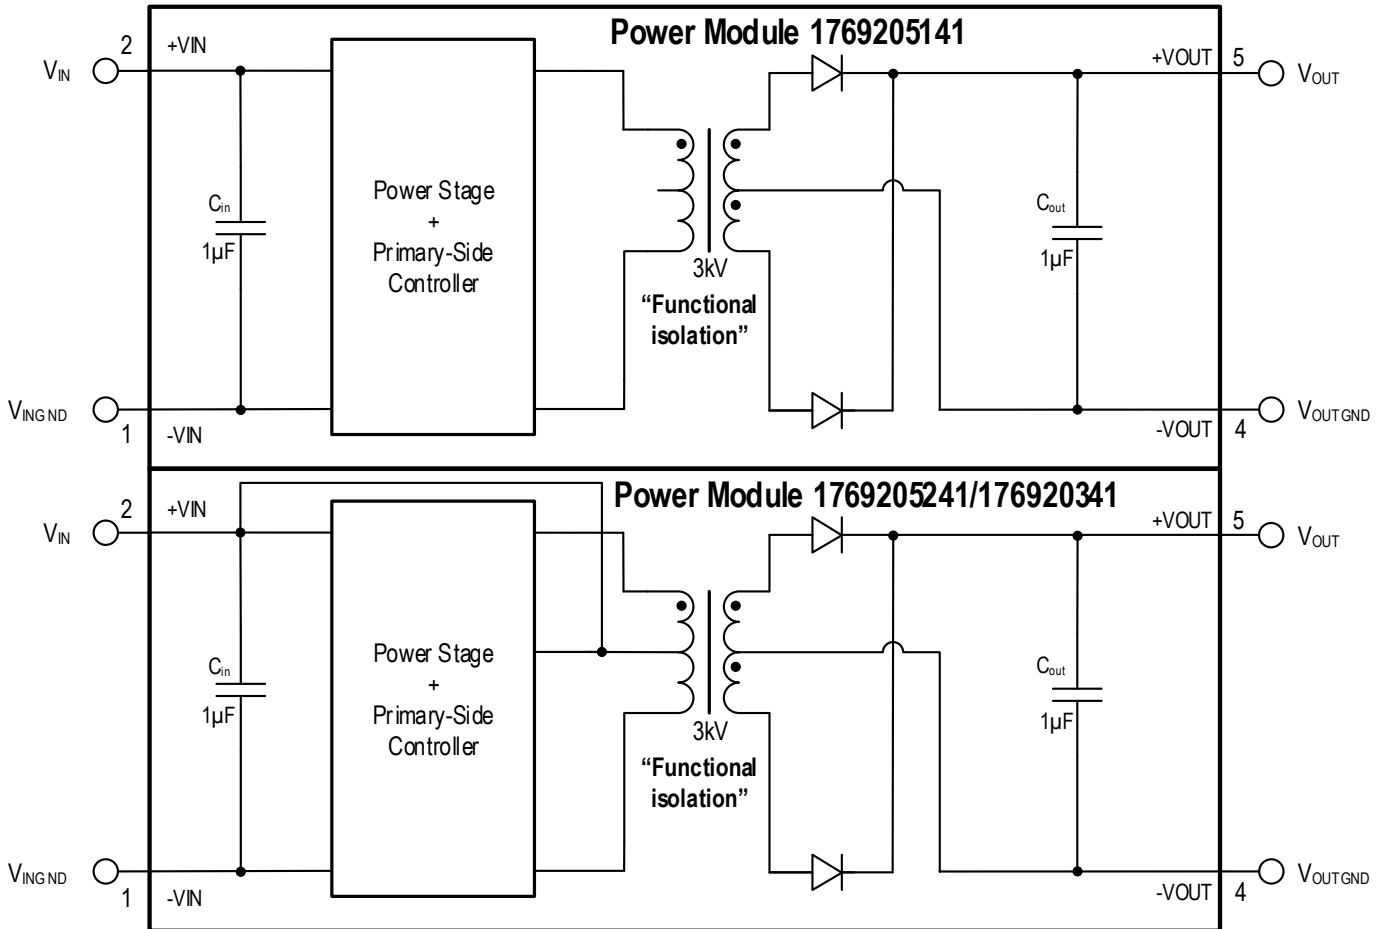 Power Module 1769205141
2
+VIN
+VOUT
5
VIN
VOUT
Cin
1µF
Power Stage
+
Primary-Side
Controller
3kV
“Functional
isolation”
Cout
1µF
VINGND
1
-VIN
-VOUT
4
VOUTGND
Power Module 1769205241/176920341
2
+VIN
+VOUT
5
VIN
VOUT
Cin
1µF
Power Stage
+
Primary-Side
Controller
3kV
“Functional
isolation”
Cout
1µF
VINGND
1
-VIN
-VOUT
4
VOUTGND